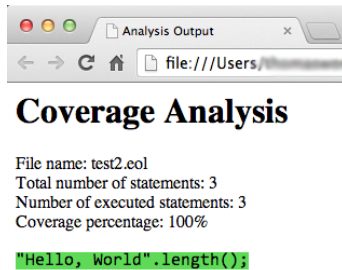 Analysis Output
file:///Users/
Coverage Analysis
File name: test2.eol
Total number of statements: 3
Number of executed statements: 3
Coverage percentage: 100%
"Hello, World".length();